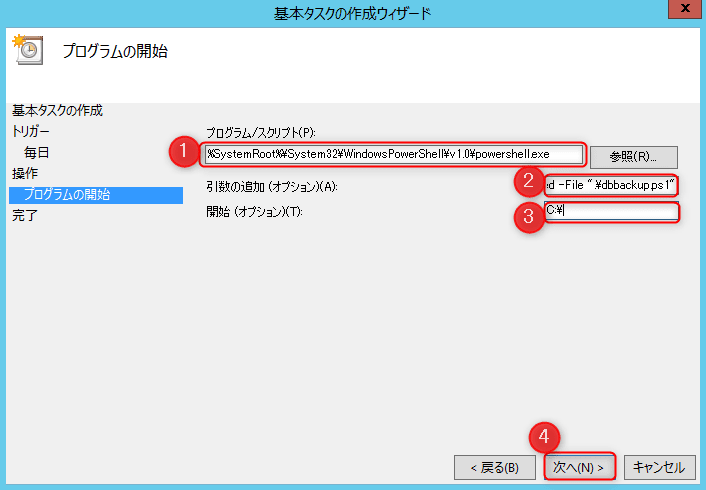 基本タスクの作成ウィザード
x
プログラムの開始
基本タスクの作成
トリガー
毎日
操作
プログラムの開始
完了
プログラム/スクリプト(P):
1
%SystemRoot%¥System32¥WindowsPowerShell¥v1.0¥powershell.exe
参照(R)...
引数の追加 (オプション)(A):
2
ed -File "¥dbbackup.ps1"
開始 (オプション)(T):
3
C:¥
4
< 戻る(B)
次へ(N) >
キャンセル